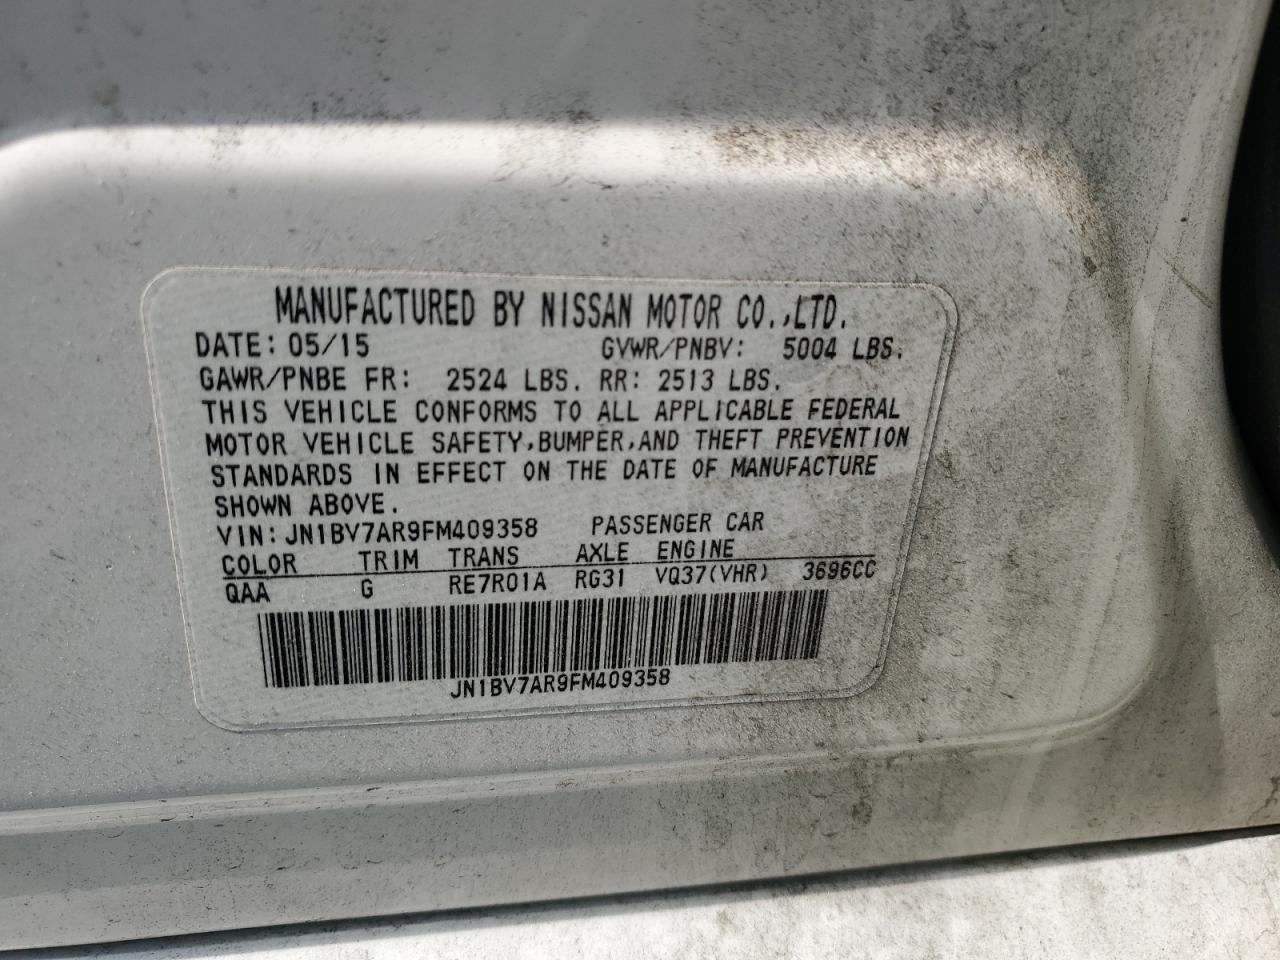 MANUFACTURED BY NISSAN MOTOR CO.,LTD.
DATE: 05/15 GVWR/PNBV: 5004 LBS.
GAWR/PNBE FR: 2524 LBS. RR: 2513 LBS.
THIS VEHICLE CONFORMS TO ALL APPLICABLE FEDERAL
MOTOR VEHICLE SAFETY,BUMPER,AND THEFT PREVENTION
STANDARDS IN EFFECT ON THE DATE OF MANUFACTURE
SHOWN ABOVE.
VIN: JN1BV7AR9FM409358 PASSENGER CAR
COLOR TRIM TRANS AXLE ENGINE
QAA G RE7R01A RG31 VQ37(VHR) 3696CC
JN1BV7AR9FM409358